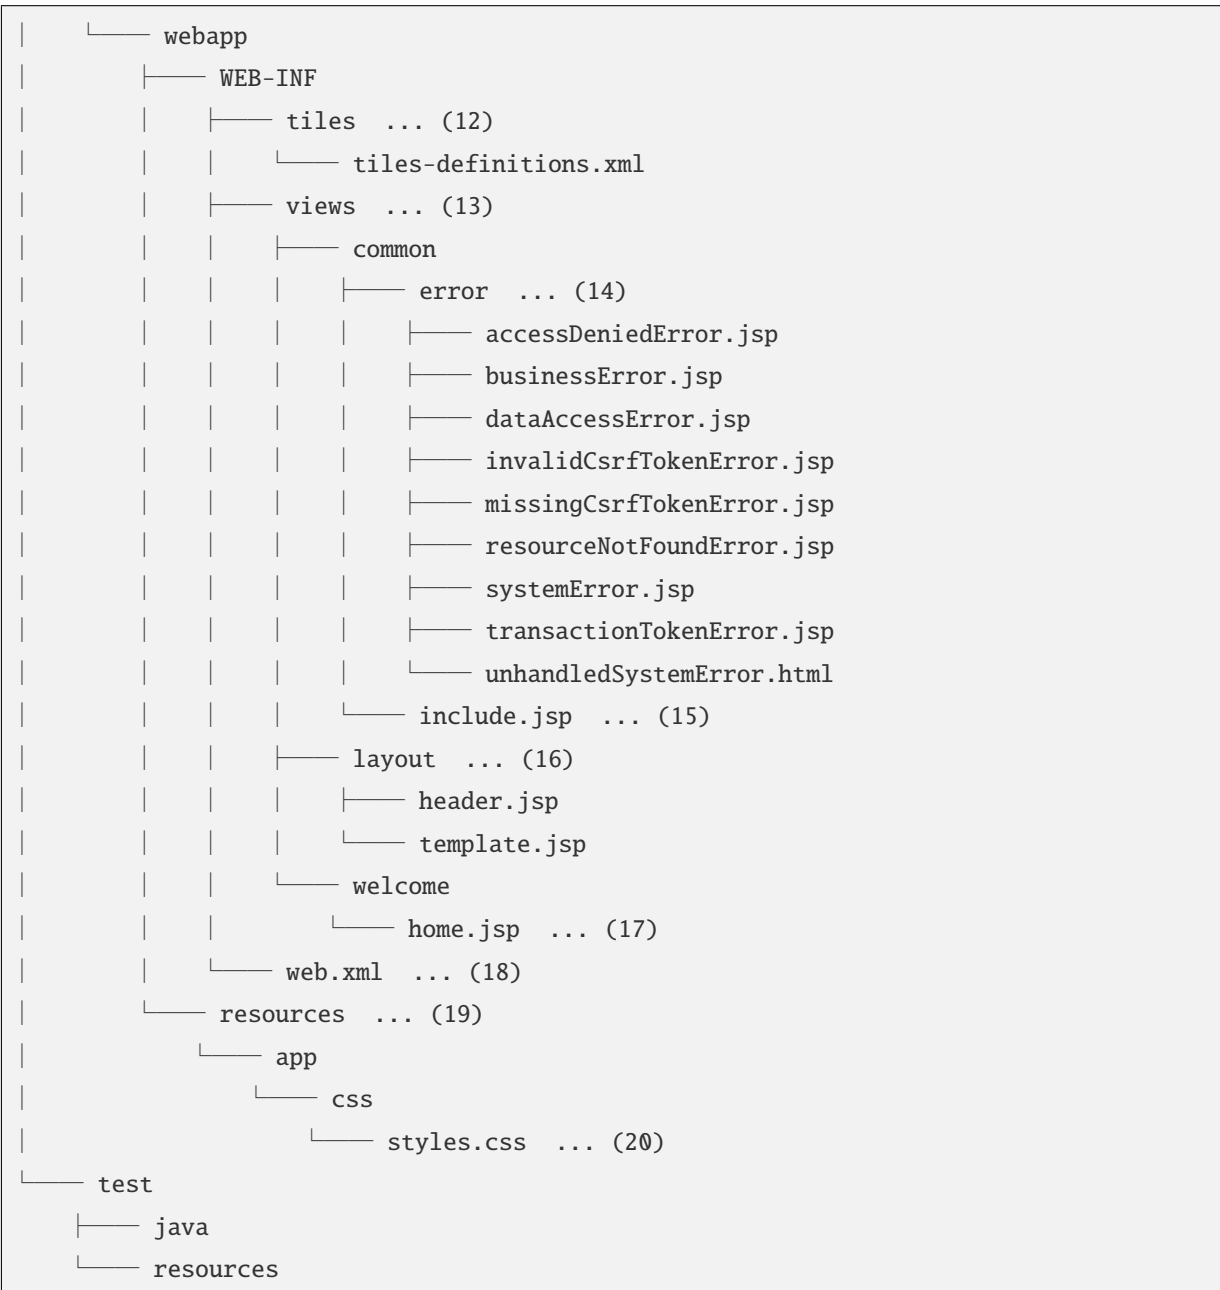 │   └── webapp
│       ├── WEB-INF
│       │   ├── tiles  ... (12)
│       │   │   └── tiles-definitions.xml
│       │   ├── views  ... (13)
│       │   │   ├── common
│       │   │   │   ├── error  ... (14)
│       │   │   │   │   ├── accessDeniedError.jsp
│       │   │   │   │   ├── businessError.jsp
│       │   │   │   │   ├── dataAccessError.jsp
│       │   │   │   │   ├── invalidCsrfTokenError.jsp
│       │   │   │   │   ├── missingCsrfTokenError.jsp
│       │   │   │   │   ├── resourceNotFoundError.jsp
│       │   │   │   │   ├── systemError.jsp
│       │   │   │   │   ├── transactionTokenError.jsp
│       │   │   │   │   └── unhandledSystemError.html
│       │   │   │   └── include.jsp  ... (15)
│       │   │   ├── layout  ... (16)
│       │   │   │   ├── header.jsp
│       │   │   │   └── template.jsp
│       │   │   └── welcome
│       │   │       └── home.jsp  ... (17)
│       │   └── web.xml  ... (18)
│       └── resources  ... (19)
│           └── app
│               └── css
│                   └── styles.css  ... (20)
└── test
    ├── java
    └── resources